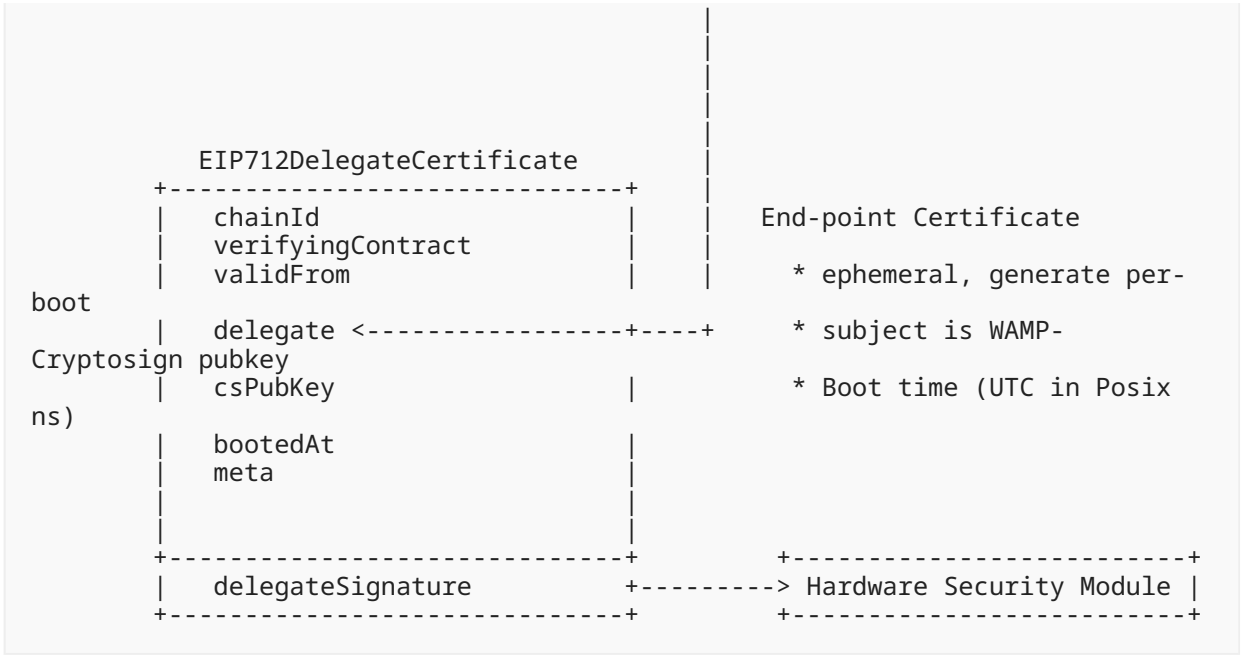 |
                                              |
                                              |
                                              |
                                              |
           EIP712DelegateCertificate          |
        +------------------------------+     |
        |   chainId                    |    |   End-point Certificate
        |   verifyingContract          |    |
        |   validFrom                  |    |     * ephemeral, generate per-
boot
        |   delegate <-----------------+----+     * subject is WAMP-
Cryptosign pubkey
        |   csPubKey                   |          * Boot time (UTC in Posix
ns)
        |   bootedAt                   |
        |   meta                       |
        |                              |
        |                              |
        +------------------------------+         +--------------------------+
        |   delegateSignature          +---------> Hardware Security Module |
        +------------------------------+         +--------------------------+